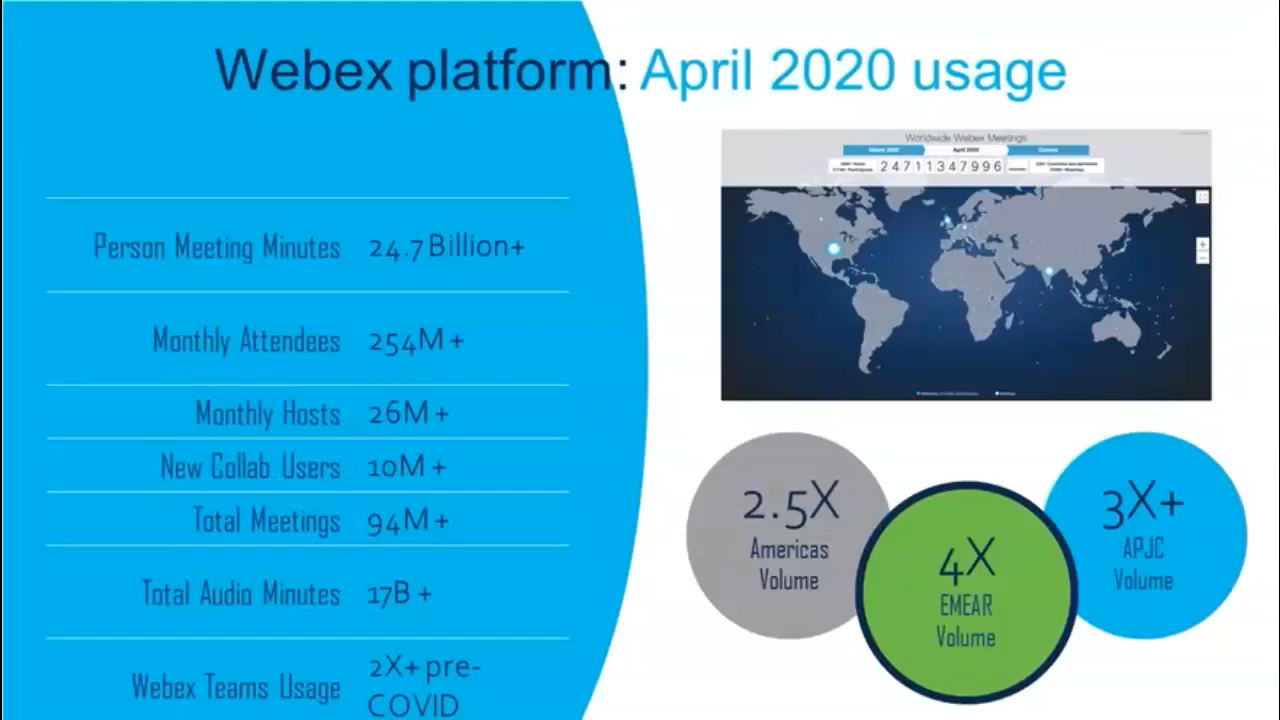 Webex platform: April 2020 usage
Person Meeting Minutes 24.7 Billion+
Monthly Attendees 254M+
Monthly Hosts 26M+
New Collab Users 10M+
Total Meetings 94M+
Total Audio Minutes 17B+
Webex Teams Usage 2X+ pre-
COVID
Worldwide Webex Meetings
March 2020 April 2020
24711347996
2.5X
Americas
Volume
4X
EMEAR
Volume
3X+
APJC
Volume